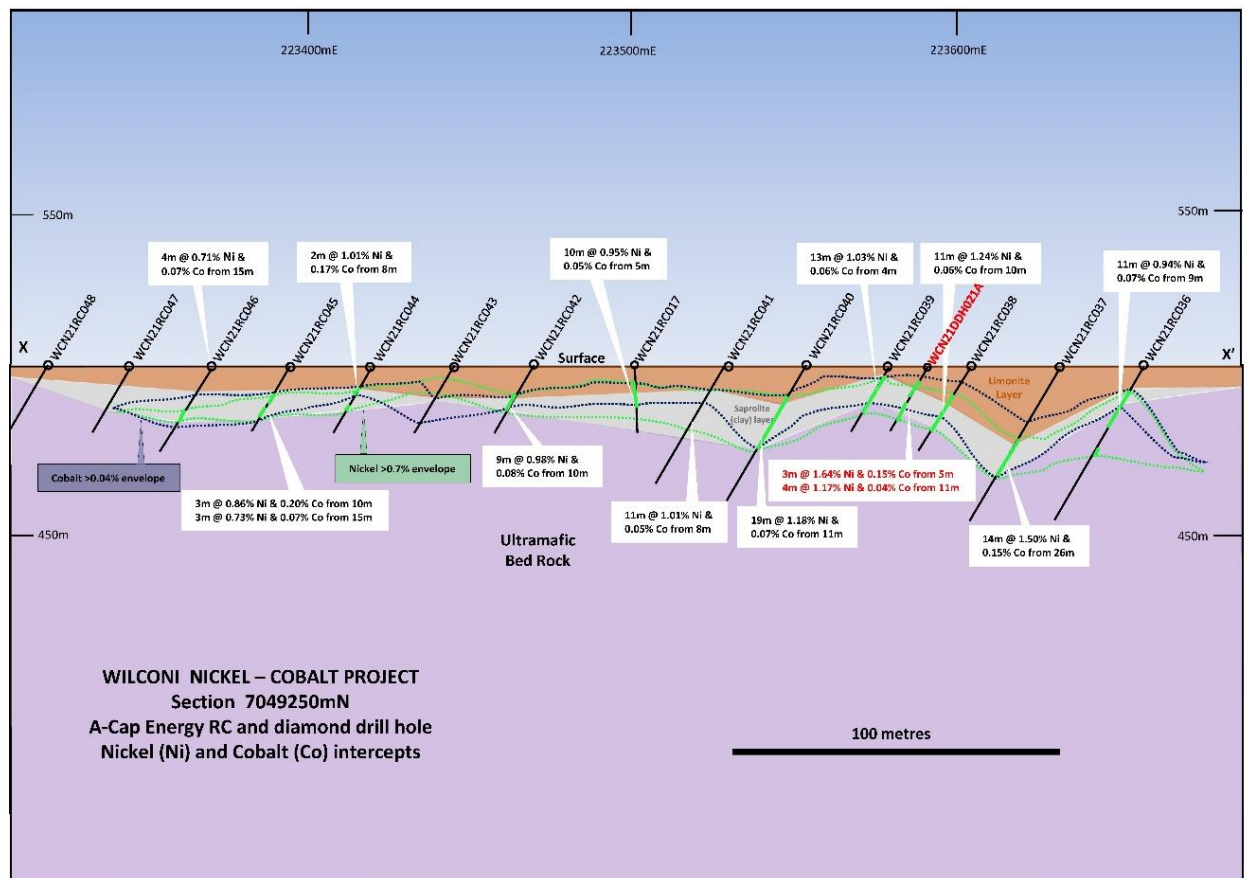 223400mE
223500mE
223600mE
550m
550m
4m @ 0.71% Ni &
0.07% Co from 15m
2m @ 1.01% Ni &
0.17% Co from 8m
10m @ 0.95% Ni &
0.05% Co from 5m
13m @ 1.03% Ni &
0.06% Co from 4m
11m @ 1.24% Ni &
0.06% Co from 10m
11m @ 0.94% Ni &
0.07% Co from 9m
WCN21RC048
WCN21RC047
WCN21RC046
WCN21RC045
WCN21RC044
WCN21RC043
WCN21RC042
WCN21RC017
WCN21RC041
WCN21RC040
WCN21RC039
WCN21DDH021A
WCN21RC038
WCN21RC037
WCN21RC036
X
Surface
X'
Limonite
Layer
Saprolite
(clay) layer
Cobalt >0.04% envelope
Nickel >0.7% envelope
9m @ 0.98% Ni &
0.08% Co from 10m
3m @ 1.64% Ni & 0.15% Co from 5m
4m @ 1.17% Ni & 0.04% Co from 11m
3m @ 0.86% Ni & 0.20% Co from 10m
3m @ 0.73% Ni & 0.07% Co from 15m
11m @ 1.01% Ni &
0.05% Co from 8m
19m @ 1.18% Ni &
0.07% Co from 11m
14m @ 1.50% Ni &
0.15% Co from 26m
450m
450m
Ultramafic
Bed Rock
WILCONI NICKEL – COBALT PROJECT
Section 7049250mN
A-Cap Energy RC and diamond drill hole
Nickel (Ni) and Cobalt (Co) intercepts
100 metres